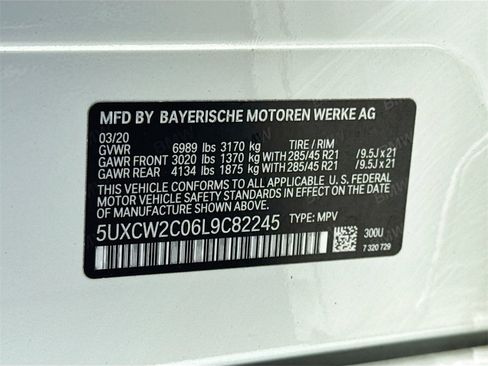 MFD BY BAYERISCHE MOTOREN WERKE AG
03/20
GVWR 6989 lbs 3170 kg TIRE / RIM
GAWR FRONT 3020 lbs 1370 kg WITH 285/45 R21 /9.5J x 21
GAWR REAR 4134 lbs 1875 kg WITH 285/45 R21 /9.5J x 21
THIS VEHICLE CONFORMS TO ALL APPLICABLE U.S. FEDERAL
MOTOR VEHICLE SAFETY STANDARDS IN EFFECT ON THE DATE
OF MANUFACTURE SHOWN ABOVE.
5UXCW2C06L9C82245 TYPE: MPV
300U
7 320 729